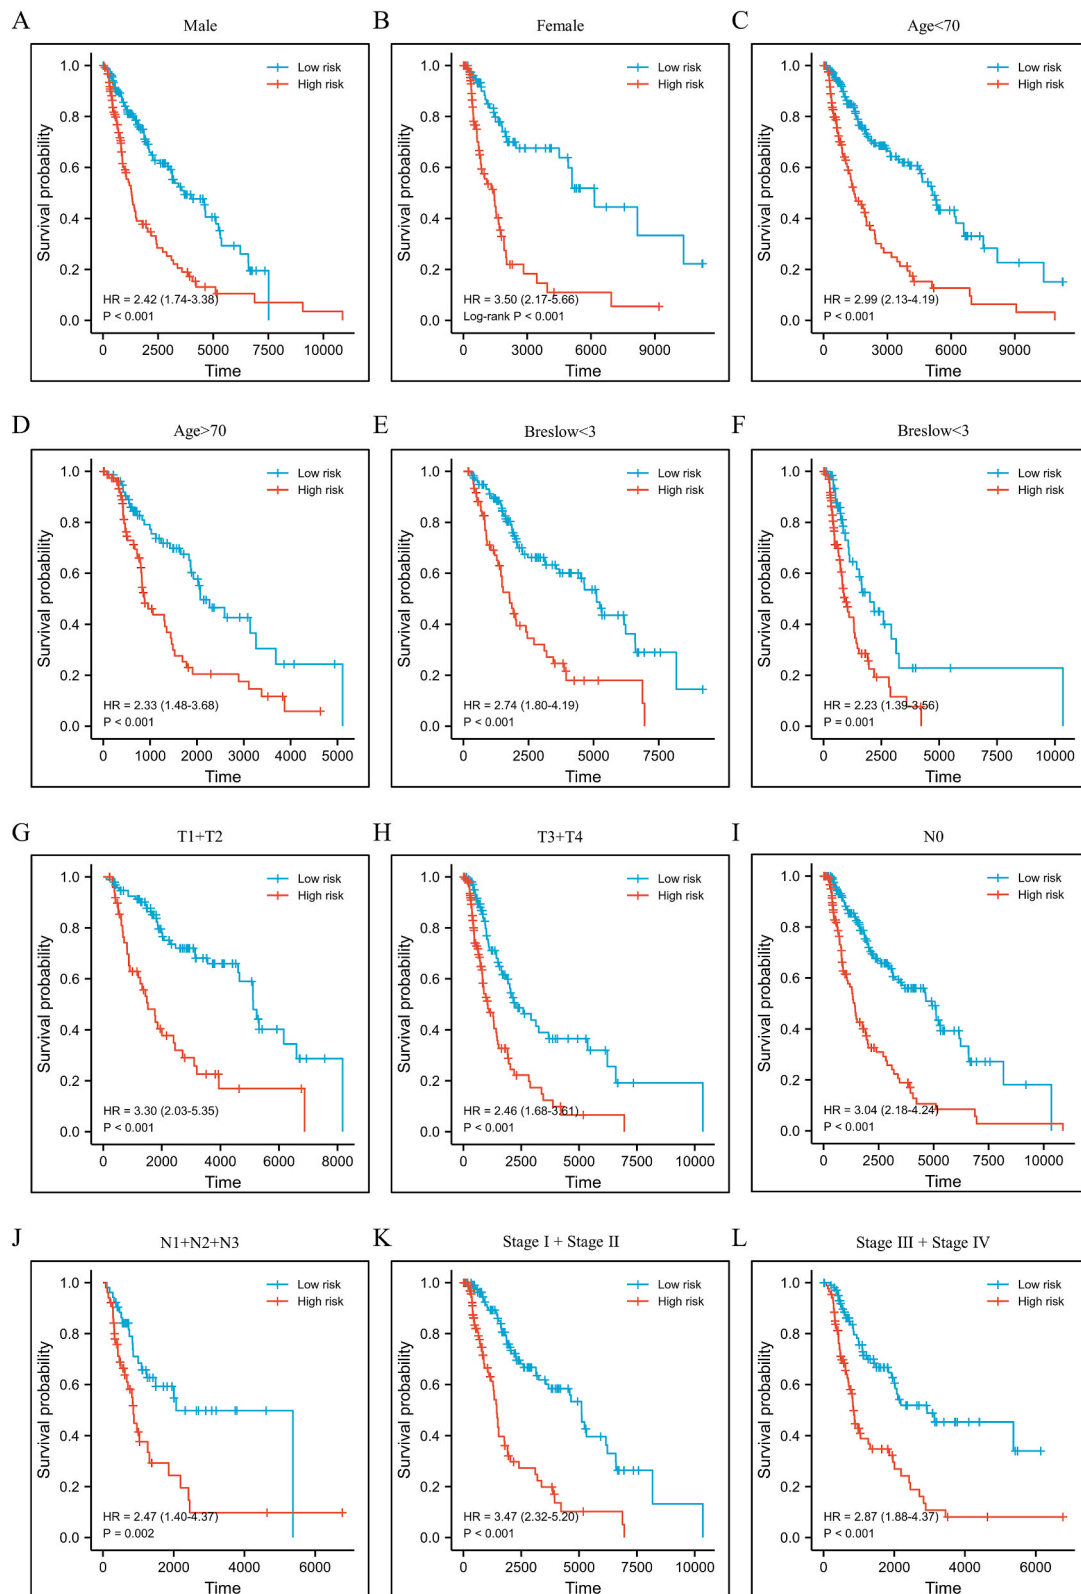 A Male
1.0
0.8
0.6
0.4
0.2
0.0
Survival probability
Low risk
High risk
HR = 2.42 (1.74-3.38)
P < 0.001
0 2500 5000 7500 10000
Time
B Female
1.0
0.8
0.6
0.4
0.2
0.0
Survival probability
Low risk
High risk
HR = 3.50 (2.17-5.66)
Log-rank P < 0.001
0 3000 6000 9000
Time
C Age<70
1.0
0.8
0.6
0.4
0.2
0.0
Survival probability
Low risk
High risk
HR = 2.99 (2.13-4.19)
P < 0.001
0 3000 6000 9000
Time
D Age>70
1.0
0.8
0.6
0.4
0.2
0.0
Survival probability
Low risk
High risk
HR = 2.33 (1.48-3.68)
P < 0.001
0 1000 2000 3000 4000 5000
Time
E Breslow<3
1.0
0.8
0.6
0.4
0.2
0.0
Survival probability
Low risk
High risk
HR = 2.74 (1.80-4.19)
P < 0.001
0 2500 5000 7500
Time
F Breslow<3
1.0
0.8
0.6
0.4
0.2
0.0
Survival probability
Low risk
High risk
HR = 2.23 (1.39-3.56)
P = 0.001
0 2500 5000 7500 10000
Time
G T1+T2
1.0
0.8
0.6
0.4
0.2
0.0
Survival probability
Low risk
High risk
HR = 3.30 (2.03-5.35)
P < 0.001
0 2000 4000 6000 8000
Time
H T3+T4
1.0
0.8
0.6
0.4
0.2
0.0
Survival probability
Low risk
High risk
HR = 2.46 (1.68-3.61)
P < 0.001
0 2500 5000 7500 10000
Time
I N0
1.0
0.8
0.6
0.4
0.2
0.0
Survival probability
Low risk
High risk
HR = 3.04 (2.18-4.24)
P < 0.001
0 2500 5000 7500 10000
Time
J N1+N2+N3
1.0
0.8
0.6
0.4
0.2
0.0
Survival probability
Low risk
High risk
HR = 2.47 (1.40-4.37)
P = 0.002
0 2000 4000 6000
Time
K Stage I + Stage II
1.0
0.8
0.6
0.4
0.2
0.0
Survival probability
Low risk
High risk
HR = 3.47 (2.32-5.20)
P < 0.001
0 2500 5000 7500 10000
Time
L Stage III + Stage IV
1.0
0.8
0.6
0.4
0.2
0.0
Survival probability
Low risk
High risk
HR = 2.87 (1.88-4.37)
P < 0.001
0 2000 4000 6000
Time